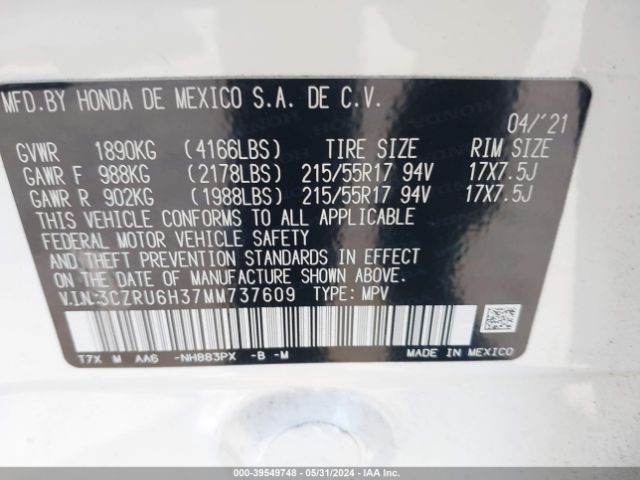 MFD.BY HONDA DE MEXICO S.A. DE C.V.
04/'21
GVWR 1890KG (4166LBS) TIRE SIZE RIM SIZE
GAWR F 988KG (2178LBS) 215/55R17 94V 17X7.5J
GAWR R 902KG (1988LBS) 215/55R17 94V 17X7.5J
THIS VEHICLE CONFORMS TO ALL APPLICABLE
FEDERAL MOTOR VEHICLE SAFETY
AND THEFT PREVENTION STANDARDS IN EFFECT
ON THE DATE OF MANUFACTURE SHOWN ABOVE.
V.I.N.:3CZRU6H37MM737609 TYPE: MPV
T7X M AA6 -NH883PX -B -M MADE IN MEXICO
000-39549748 - 05/31/2024 - IAA Inc.